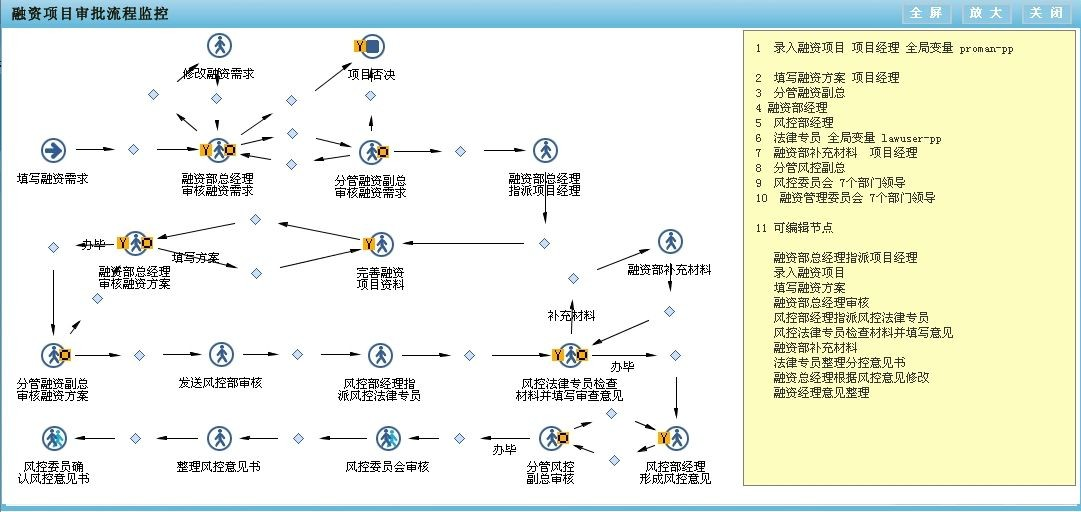 融资项目审批流程监控
全 屏
放 大
关 闭
修改融资需求
项目否决
填写融资需求
融资部总经理
审核融资需求
分管融资副总
审核融资需求
融资部总经理
指派项目经理
办毕
融资部总经理
审核融资方案
填写方案
完善融资
项目资料
融资部补充材料
补充材料
分管融资副总
审核融资方案
发送风控部审核
风控部经理指
派风控法律专员
风控法律专员检查
材料并填写审查意见
办毕
风控委员确
认风控意见书
整理风控意见书
风控委员会审核
办毕
分管风控
副总审核
风控部经理
形成风控意见
1 录入融资项目 项目经理 全局变量 proman-pp
2 填写融资方案 项目经理
3 分管融资副总
4 融资部经理
5 风控部经理
6 法律专员 全局变量 lawuser-pp
7 融资部补充材料 项目经理
8 分管风控副总
9 风控委员会 7个部门领导
10 融资管理委员会 7个部门领导
11 可编辑节点
融资部总经理指派项目经理
录入融资项目
填写融资方案
融资部总经理审核
风控部经理指派风控法律专员
风控法律专员检查材料并填写意见
融资部补充材料
法律专员整理分控意见书
融资总经理根据风控意见修改
融资经理意见整理